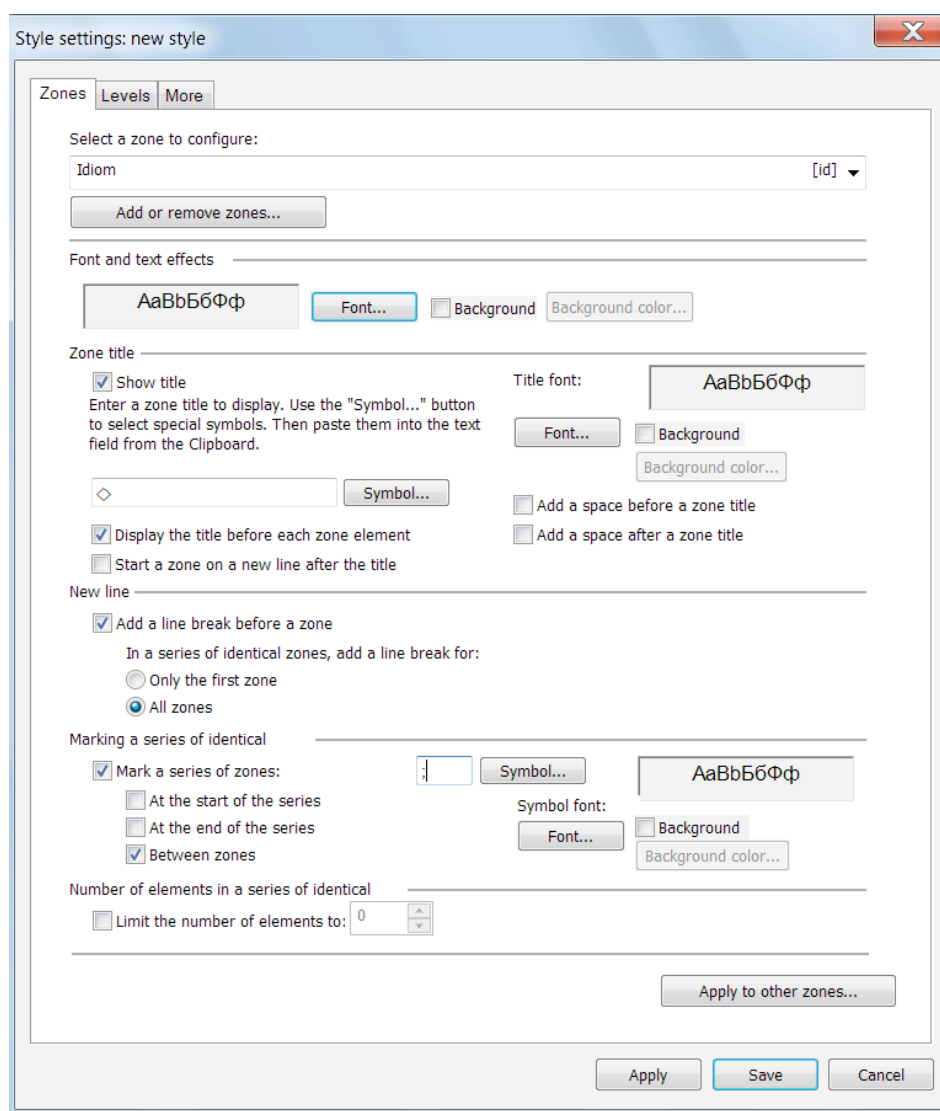 Style settings: new style
Zones Levels More
Select a zone to configure:
Idiom [id]
Add or remove zones...
Font and text effects
AaBbБбФф Font... Background Background color...
Zone title
Show title
Enter a zone title to display. Use the "Symbol..." button
to select special symbols. Then paste them into the text
field from the Clipboard.
Title font: AaBbБбФф
Font... Background
Background color...
◇ Symbol...
Add a space before a zone title
Display the title before each zone element
Add a space after a zone title
Start a zone on a new line after the title
New line
Add a line break before a zone
In a series of identical zones, add a line break for:
Only the first zone
All zones
Marking a series of identical
Mark a series of zones: ; Symbol... AaBbБбФф
At the start of the series
Symbol font:
At the end of the series
Font... Background
Between zones
Background color...
Number of elements in a series of identical
Limit the number of elements to: 0
Apply to other zones...
Apply Save Cancel